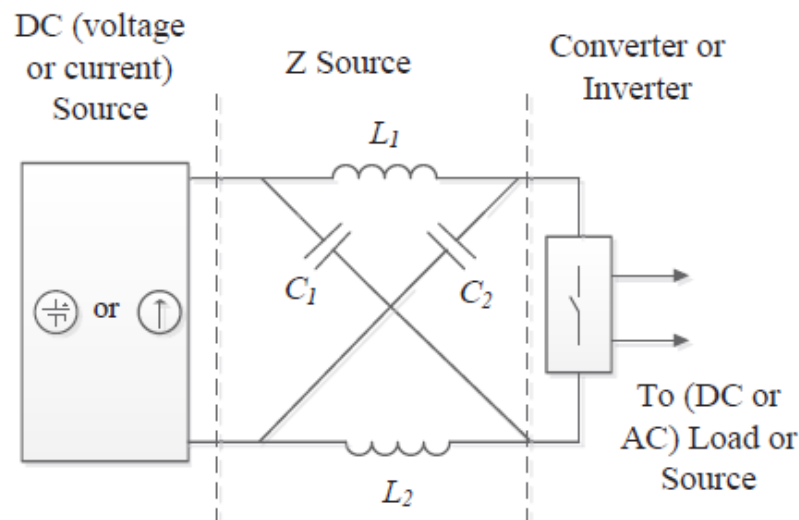 DC (voltage
or current)
Source
Z Source
Converter or
Inverter
L1
C1
C2
or
To (DC or
AC) Load or
Source
L2